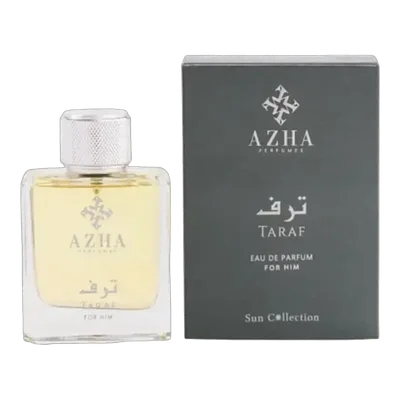 AZHA
PERFUMES
ترف
TARAF
FOR HIM
AZHA
PERFUMES
ترف
TARAF
EAU DE PARFUM
FOR HIM
Sun Collection